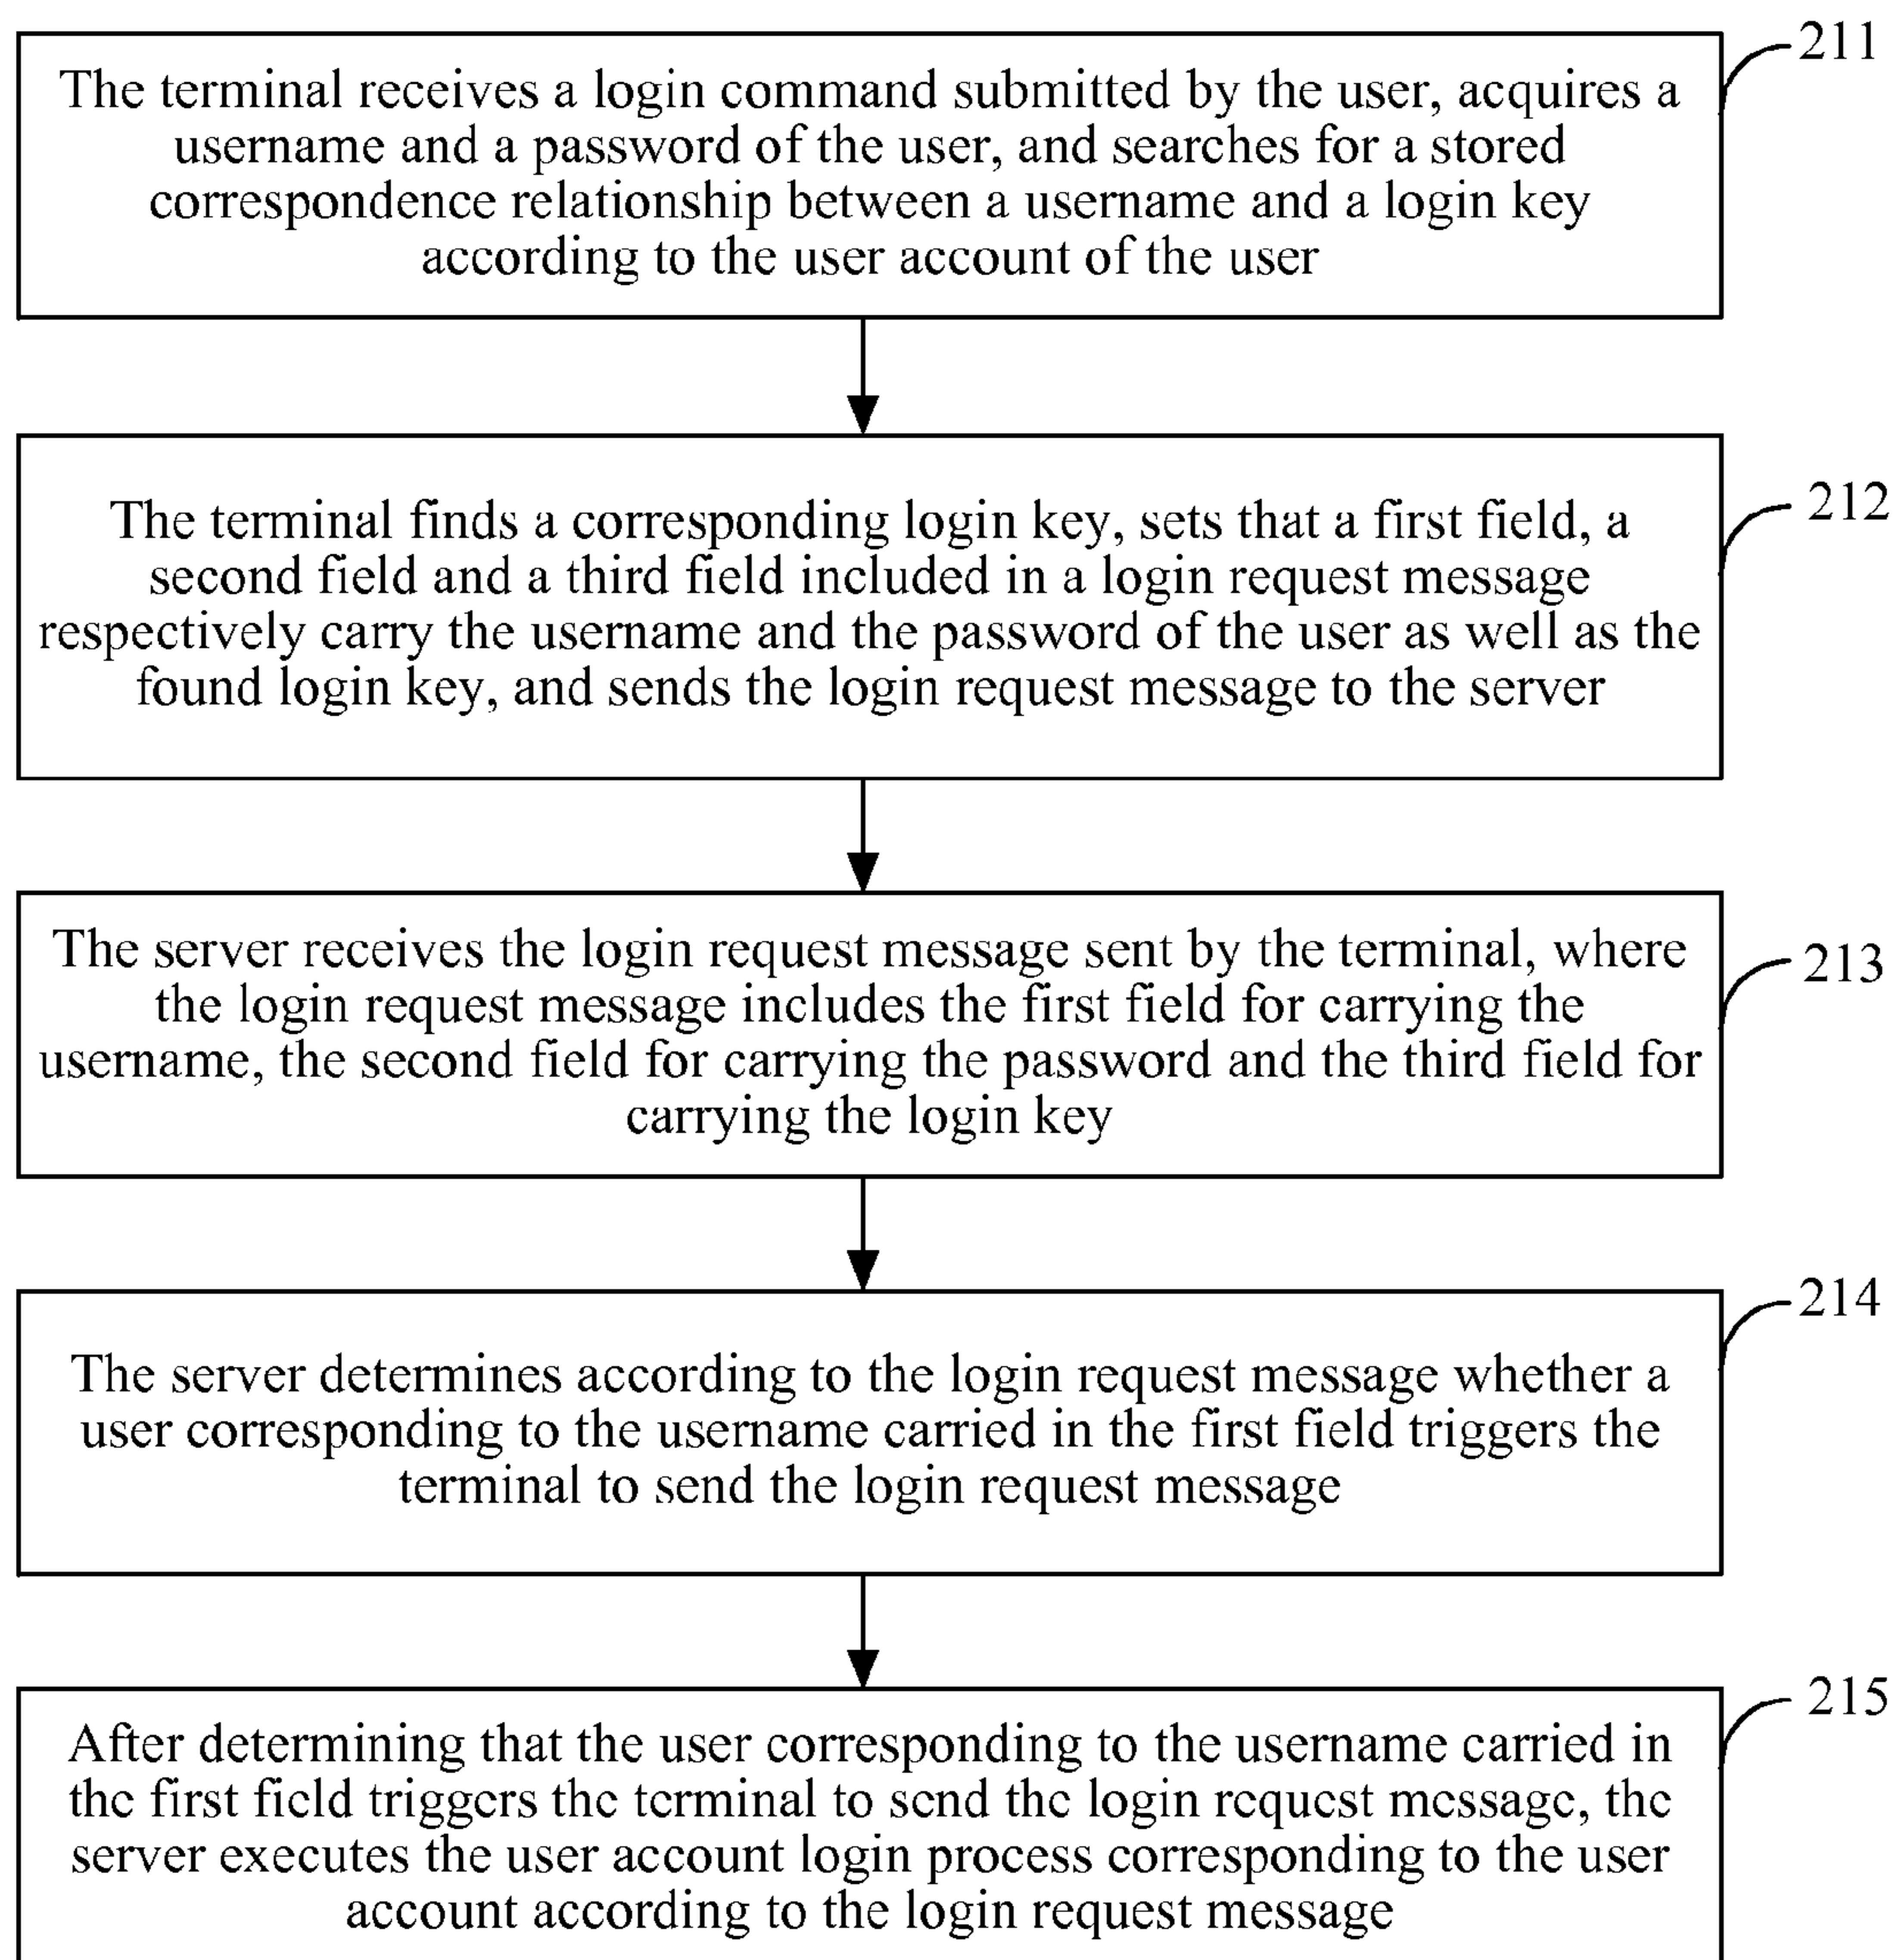 211
The terminal receives a login command submitted by the user, acquires a
username and a password of the user, and searches for a stored
correspondence relationship between a username and a login key
according to the user account of the user
212
The terminal finds a corresponding login key, sets that a first field, a
second field and a third field included in a login request message
respectively carry the username and the password of the user as well as the
found login key, and sends the login request message to the server
213
The server receives the login request message sent by the terminal, where
the login request message includes the first field for carrying the
username, the second field for carrying the password and the third field for
carrying the login key
214
The server determines according to the login request message whether a
user corresponding to the username carried in the first field triggers the
terminal to send the login request message
215
After determining that the user corresponding to the username carried in
the first field triggers the terminal to send the login request message, the
server executes the user account login process corresponding to the user
account according to the login request message